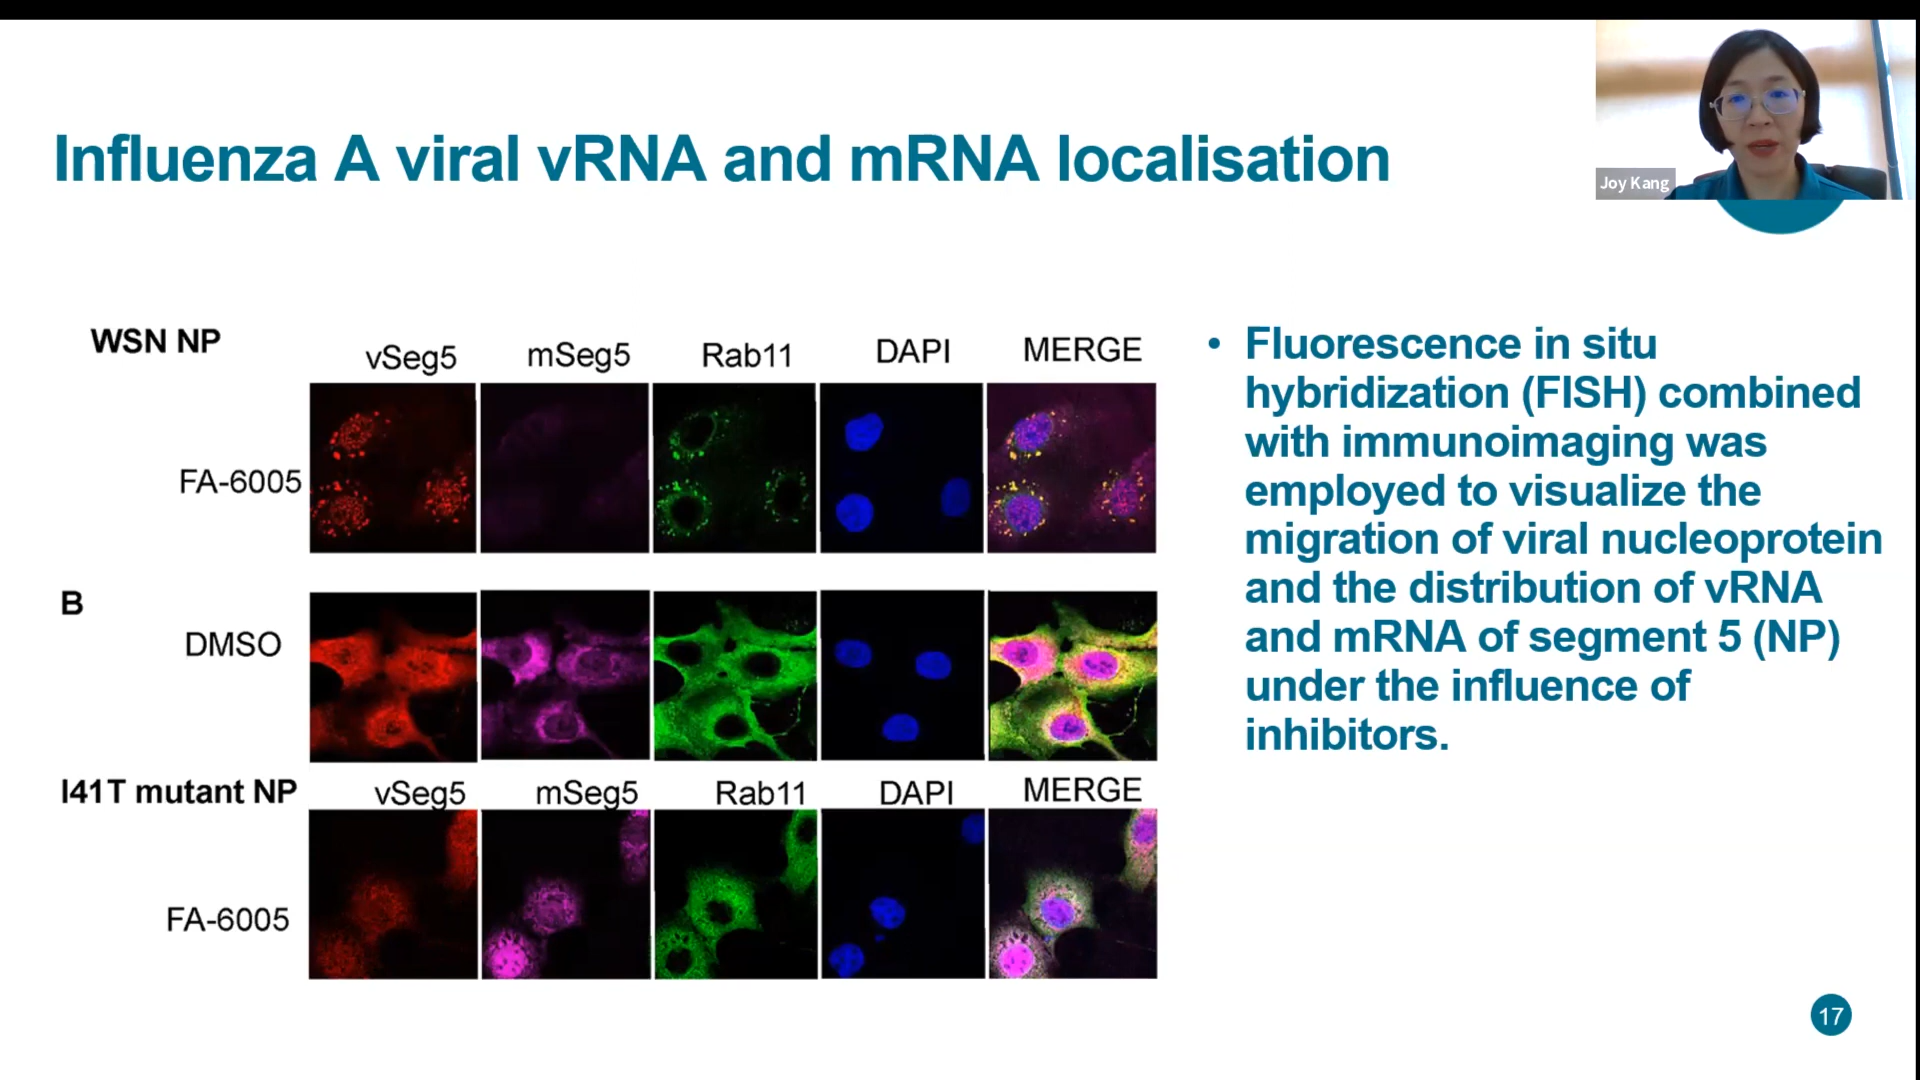 Joy Kang
Influenza A viral vRNA and mRNA localisation
WSN NP
vSeg5 mSeg5 Rab11 DAPI MERGE
FA-6005
B
DMSO
I41T mutant NP vSeg5 mSeg5 Rab11 DAPI MERGE
FA-6005
• Fluorescence in situ
hybridization (FISH) combined
with immunoimaging was
employed to visualize the
migration of viral nucleoprotein
and the distribution of vRNA
and mRNA of segment 5 (NP)
under the influence of
inhibitors.
17